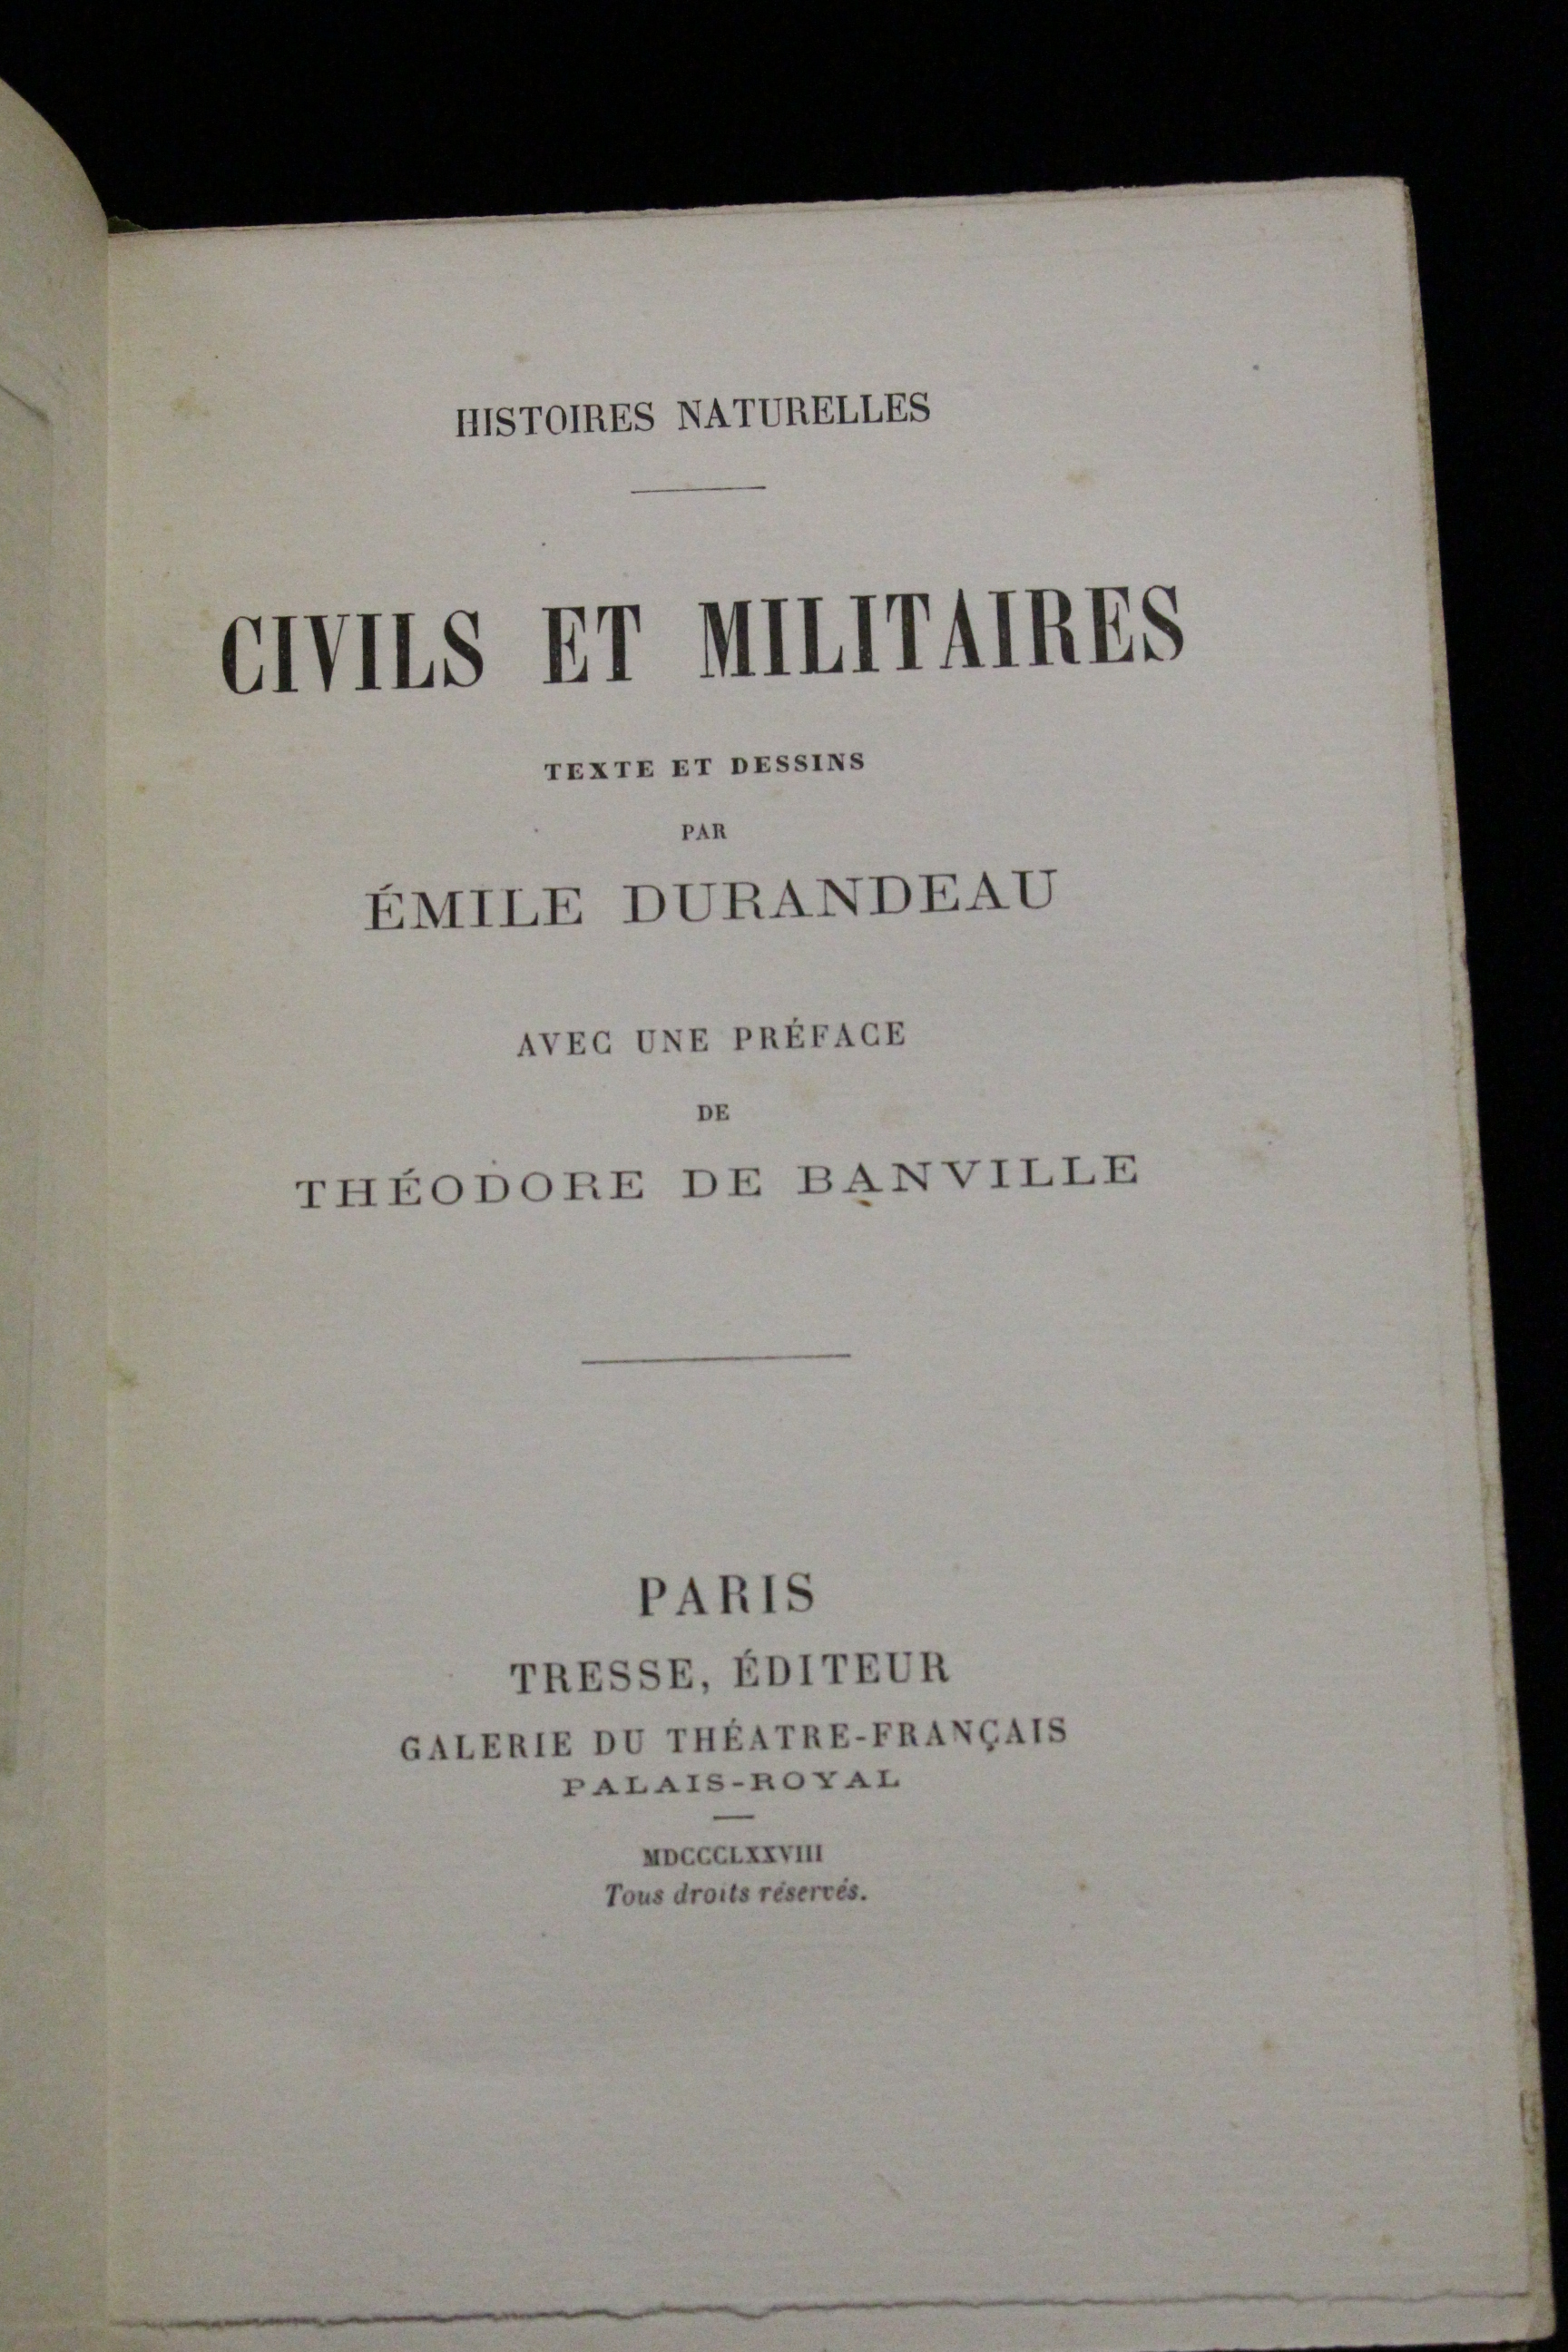 HISTOIRES NATURELLES
CIVILS ET MILITAIRES
TEXTE ET DESSINS
PAR
ÉMILE DURANDEAU
AVEC UNE PRÉFACE
DE
THÉODORE DE BANVILLE
PARIS
TRESSE, ÉDITEUR
GALERIE DU THÉATRE-FRANÇAIS
PALAIS-ROYAL
MDCCCLXXVIII
Tous droits réservés.